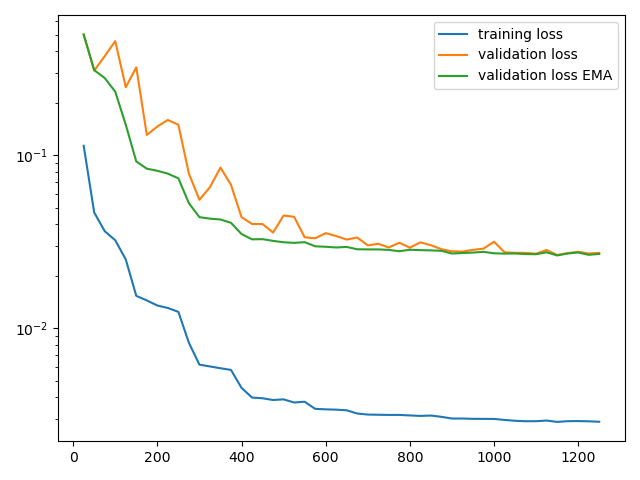 training loss
validation loss
validation loss EMA
10⁻¹
10⁻²
0 200 400 600 800 1000 1200